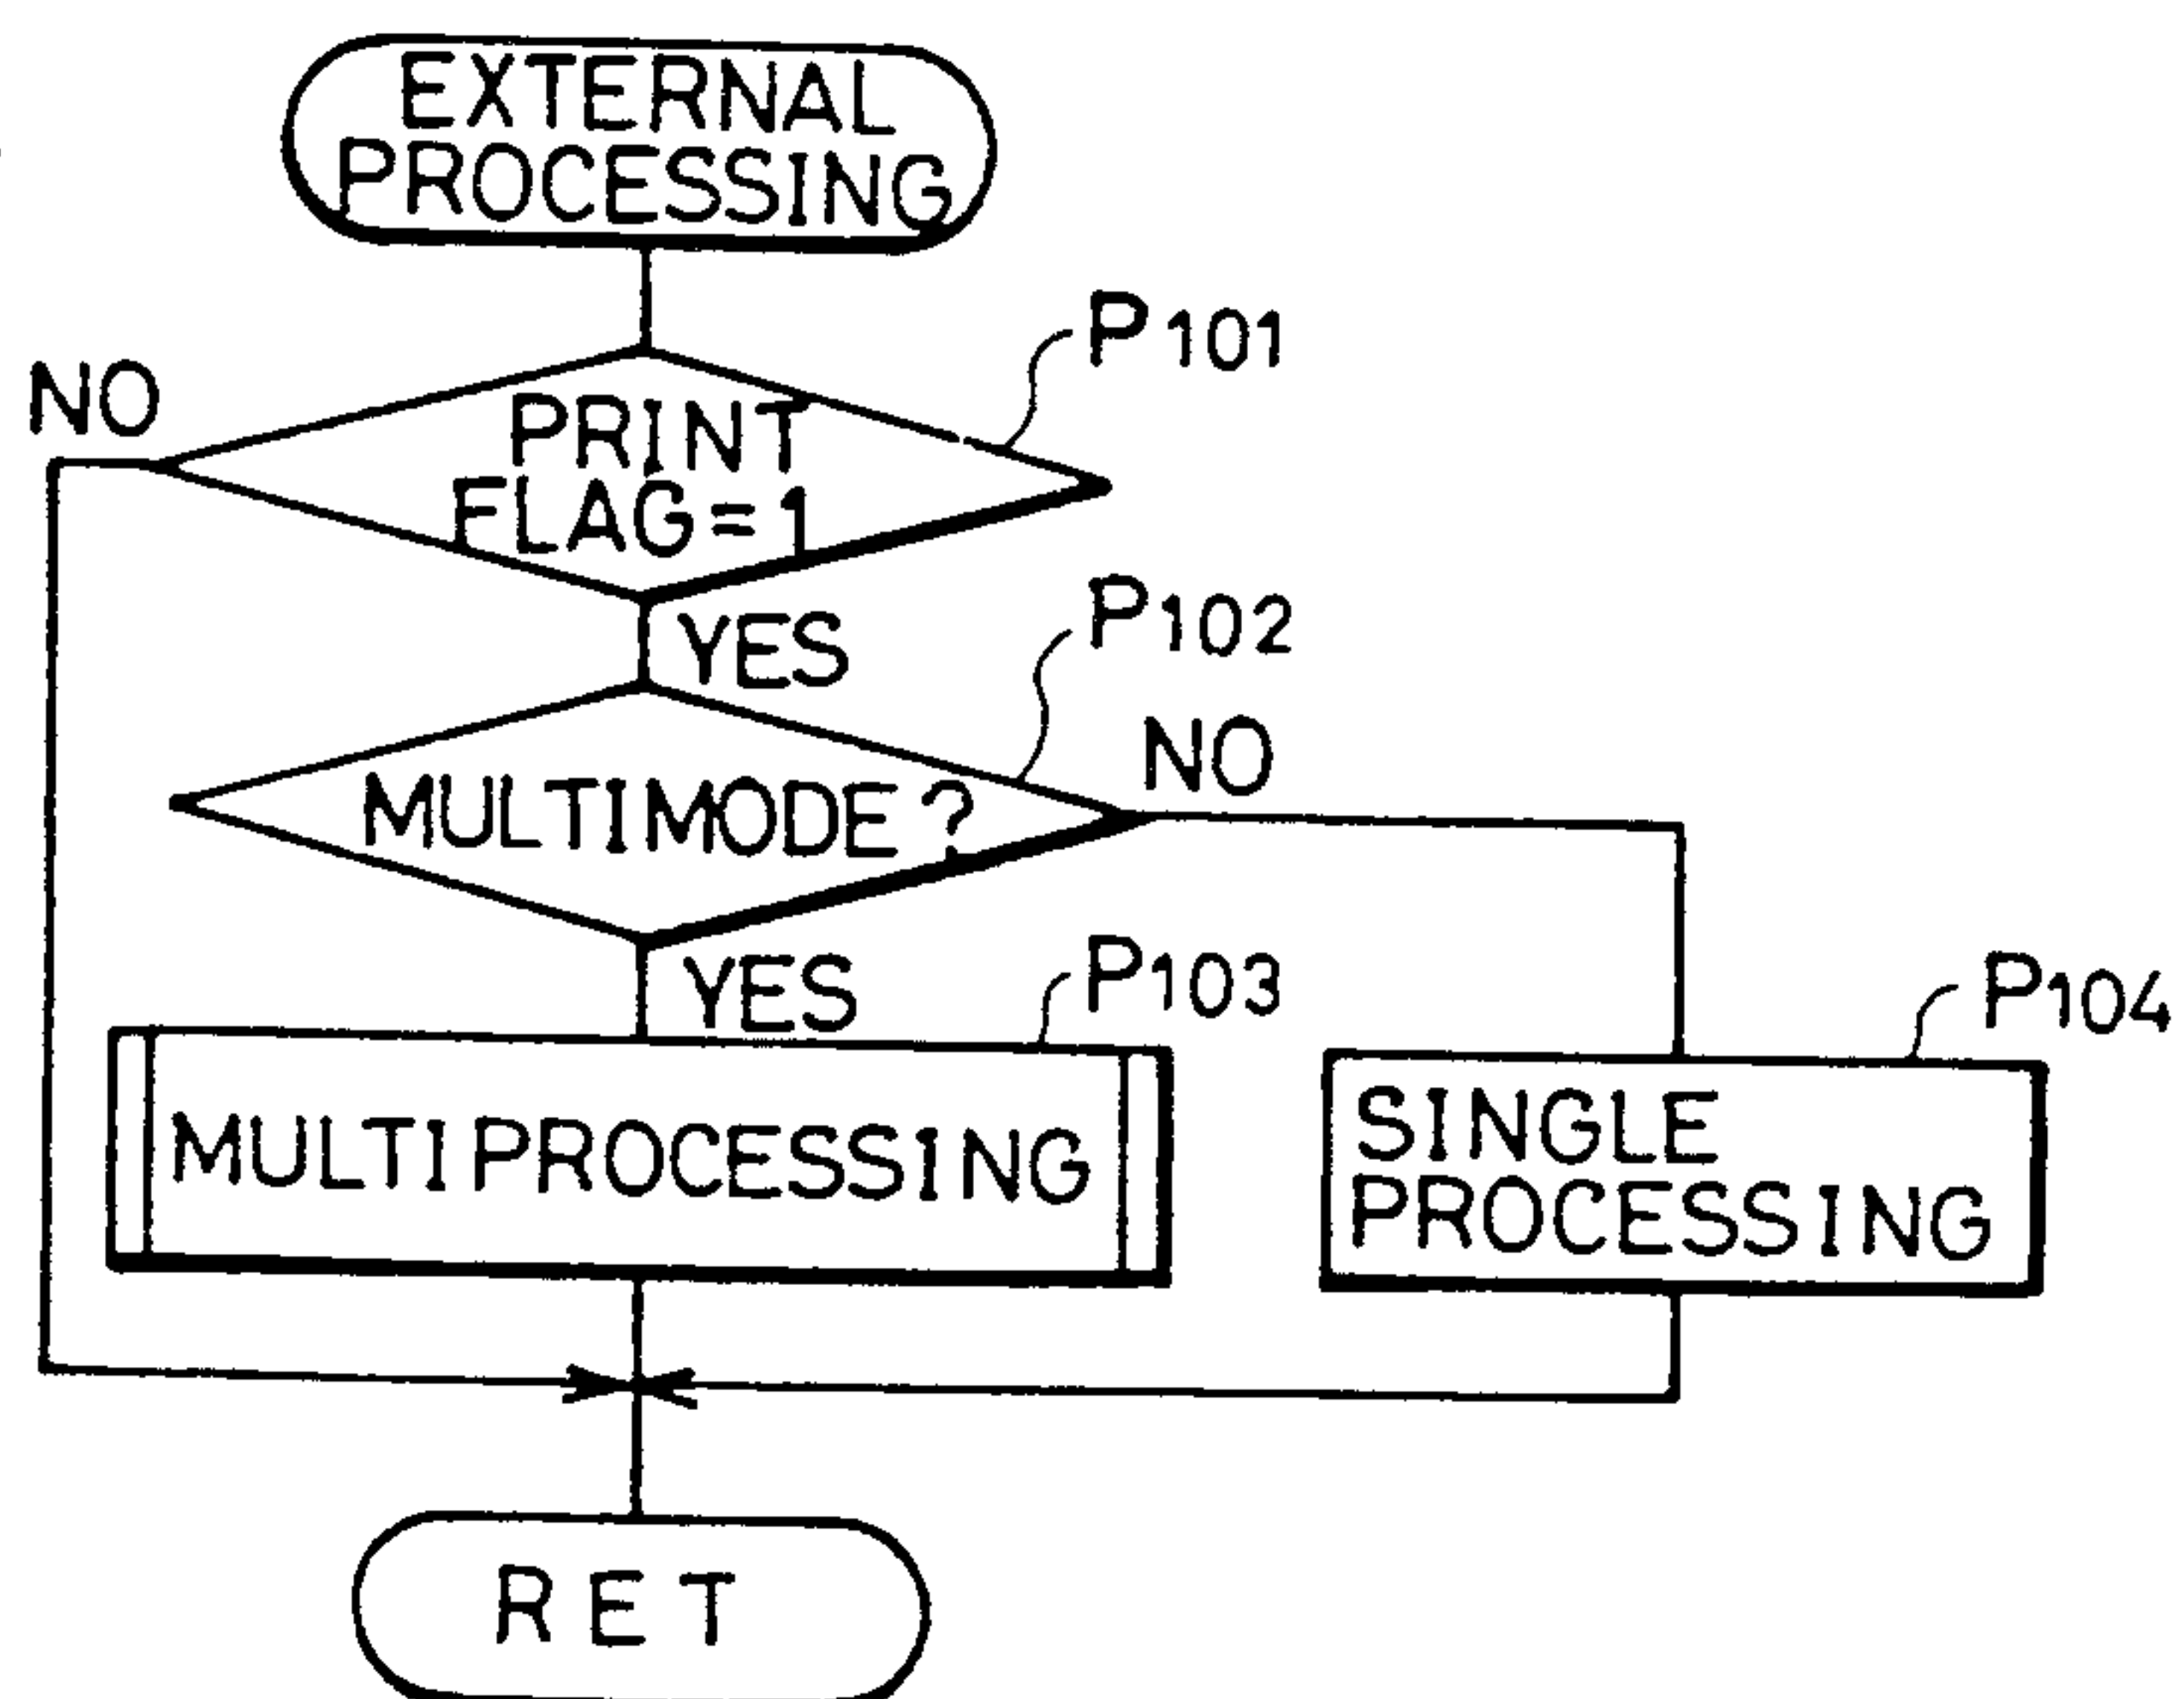 EXTERNAL
PROCESSING
P101
NO
PRINT
FLAG=1
YES
P102
NO
MULTIMODE?
YES
P103
P104
MULTIPROCESSING
SINGLE
PROCESSING
RET